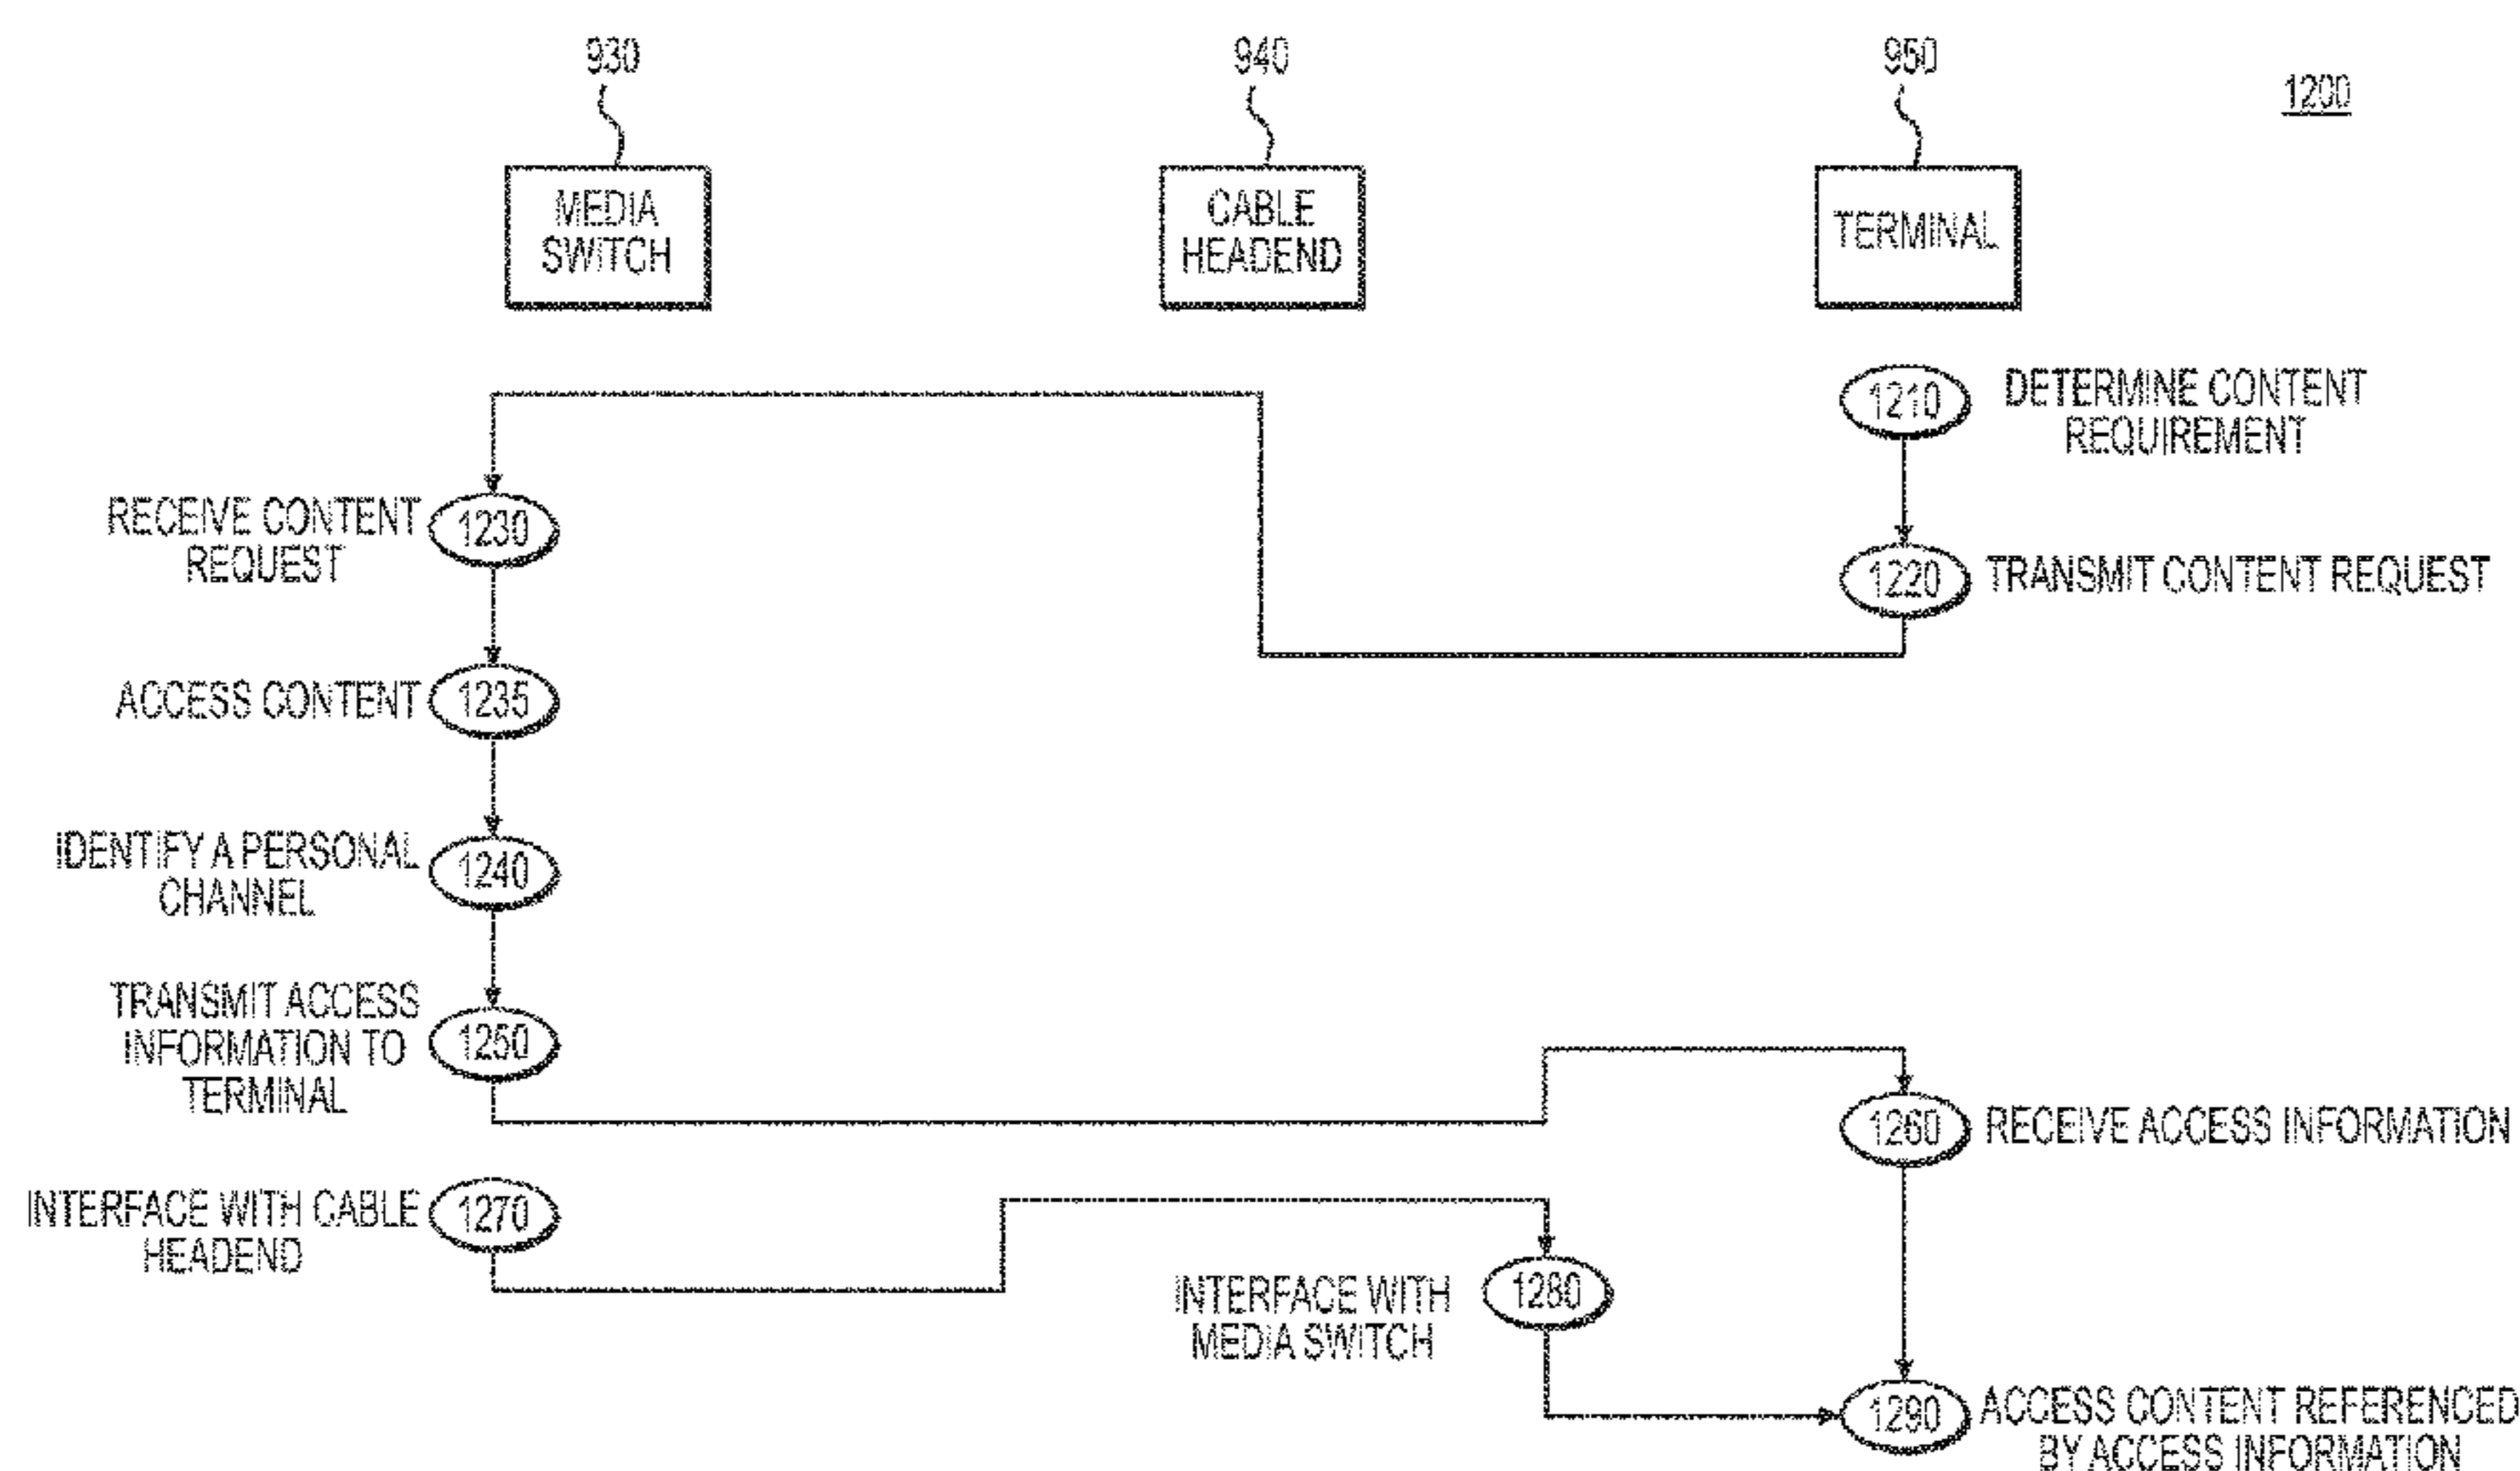 930
940
950
1200
MEDIA
SWITCH
CABLE
HEADEND
TERMINAL
1210
DETERMINE CONTENT
REQUIREMENT
RECEIVE CONTENT
REQUEST
1230
1220
TRANSMIT CONTENT REQUEST
ACCESS CONTENT
1235
IDENTIFY A PERSONAL
CHANNEL
1240
TRANSMIT ACCESS
INFORMATION TO
TERMINAL
1250
1260
RECEIVE ACCESS INFORMATION
INTERFACE WITH CABLE
HEADEND
1270
INTERFACE WITH
MEDIA SWITCH
1280
1290
ACCESS CONTENT REFERENCED
BY ACCESS INFORMATION